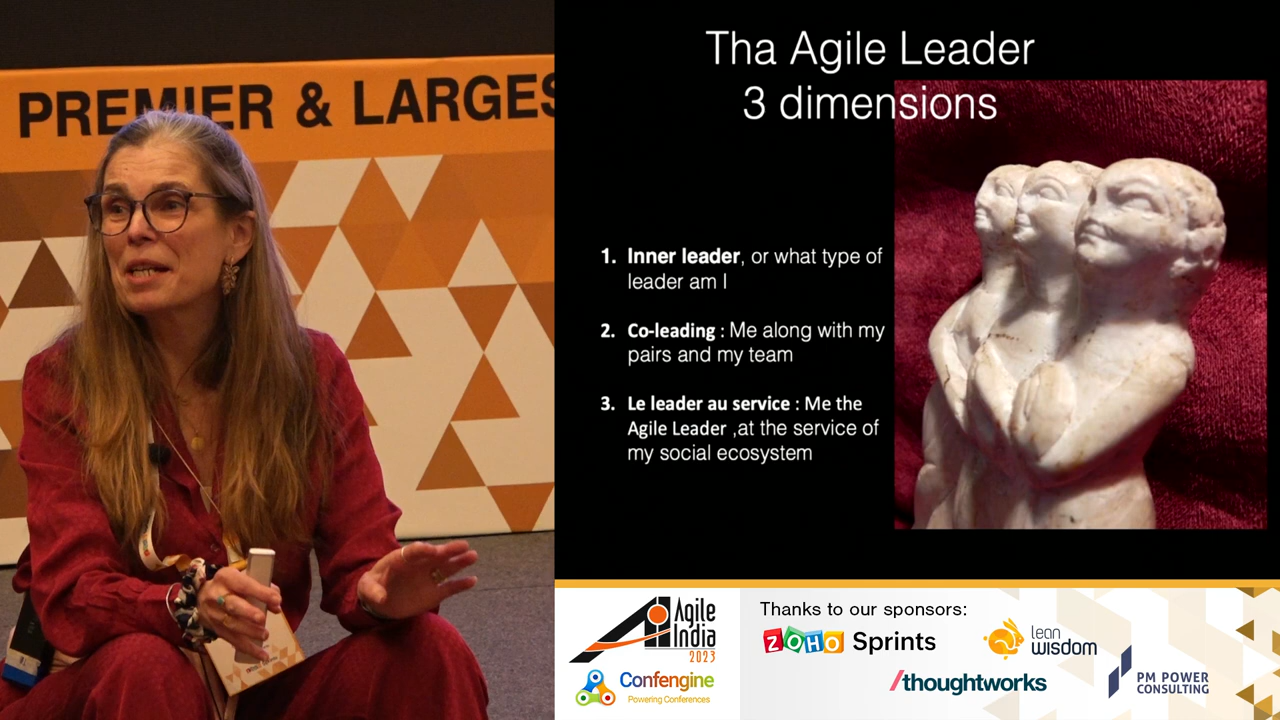 PREMIER & LARGES
Tha Agile Leader
3 dimensions
1. Inner leader, or what type of
leader am I
2. Co-leading : Me along with my
pairs and my team
3. Le leader au service : Me the
Agile Leader ,at the service of
my social ecosystem
Agile
India
2023
Confengine
Powering Conferences
Thanks to our sponsors:
ZOHO Sprints
lean
wisdom
/thoughtworks
PM POWER
CONSULTING